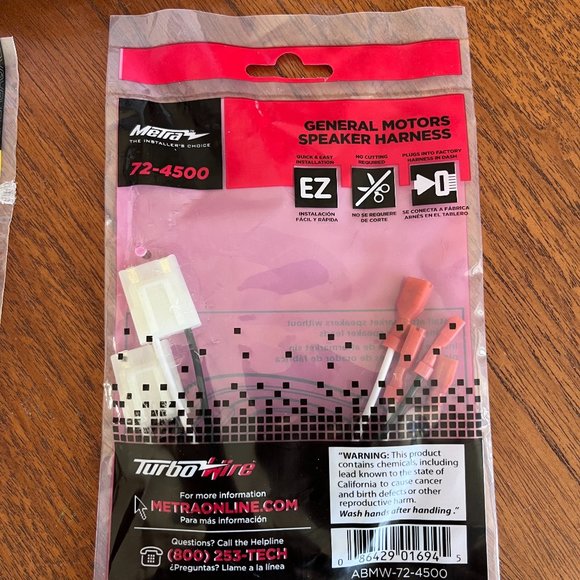 Metra
THE INSTALLER'S CHOICE
72-4500
GENERAL MOTORS
SPEAKER HARNESS
QUICK & EASY
INSTALLATION
EZ
INSTALACIÓN
FÁCIL Y RÁPIDA
NO CUTTING
REQUIRED
NO SE REQUIERE
DE CORTE
PLUGS INTO FACTORY
HARNESS IN DASH
SE CONECTA A FÁBRICA
ARNÉS EN EL TABLERO
TurboWire
For more information
METRAONLINE.COM
Para más información
Questions? Call the Helpline
(800) 253-TECH
¿Preguntas? Llame a la línea
"WARNING: This product
contains chemicals, including
lead known to the state of
California to cause cancer
and birth defects or other
reproductive harm.
Wash hands after handling."
0 86429 01694 5
ABMW-72-4500